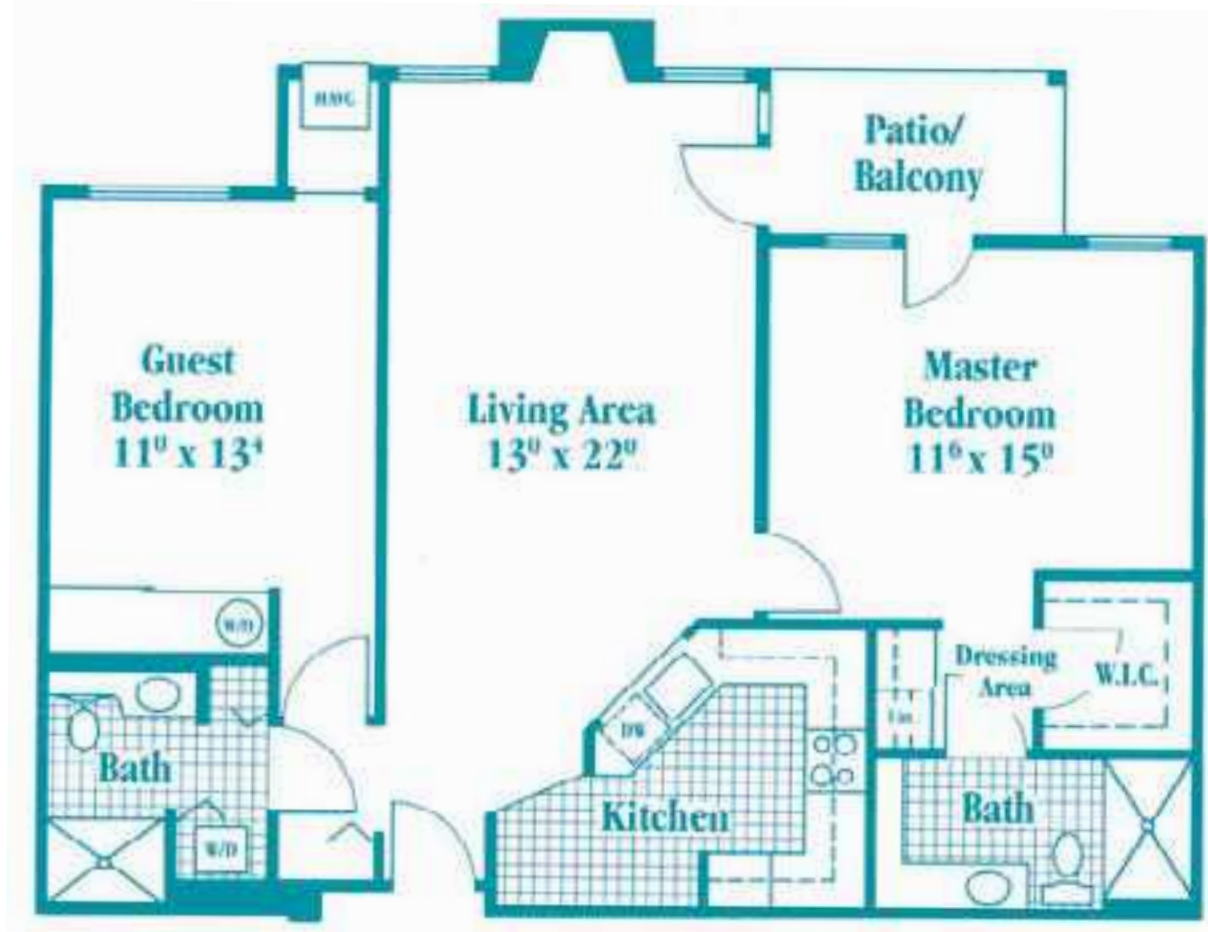 HVAC
Patio/
Balcony
Guest
Bedroom
11⁰ x 13⁴
Living Area
13⁰ x 22⁰
Master
Bedroom
11⁶ x 15⁰
W/D
Dressing
Area
W.I.C.
Lin
DW
Bath
Kitchen
Bath
W/D